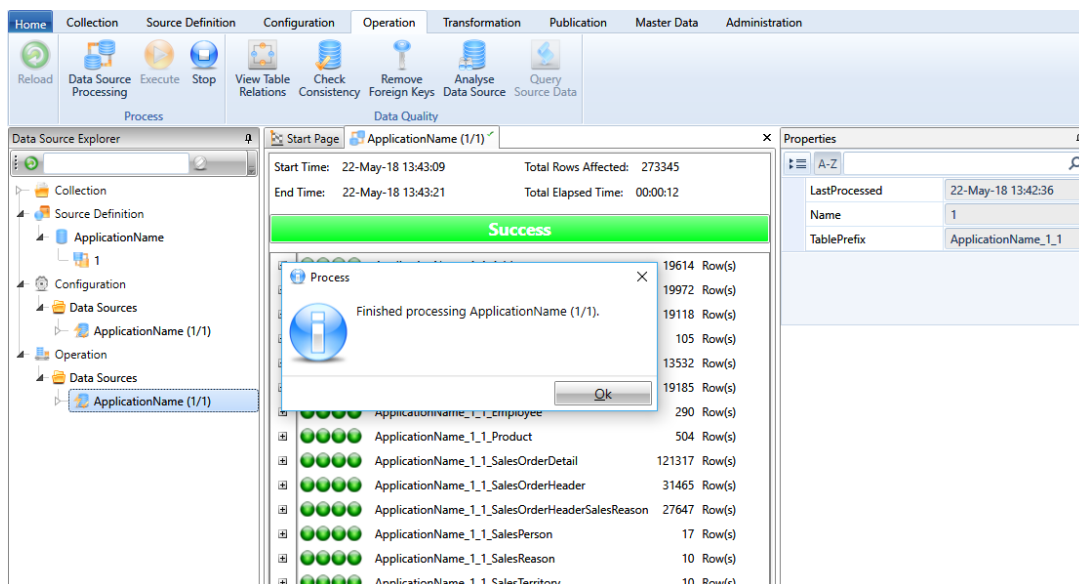 Home Collection Source Definition Configuration Operation Transformation Publication Master Data Administration
Reload Data Source Processing Execute Stop View Table Relations Check Consistency Remove Foreign Keys Analyse Data Source Query Source Data
Process Data Quality
Data Source Explorer
Collection
Source Definition
ApplicationName
1
Configuration
Data Sources
ApplicationName (1/1)
Operation
Data Sources
ApplicationName (1/1)
Start Page ApplicationName (1/1)
Start Time: 22-May-18 13:43:09 Total Rows Affected: 273345
End Time: 22-May-18 13:43:21 Total Elapsed Time: 00:00:12
Success
19614 Row(s)
19972 Row(s)
19118 Row(s)
105 Row(s)
13532 Row(s)
19185 Row(s)
Process
Finished processing ApplicationName (1/1).
Ok
ApplicationName_1_1_Employee 290 Row(s)
ApplicationName_1_1_Product 504 Row(s)
ApplicationName_1_1_SalesOrderDetail 121317 Row(s)
ApplicationName_1_1_SalesOrderHeader 31465 Row(s)
ApplicationName_1_1_SalesOrderHeaderSalesReason 27647 Row(s)
ApplicationName_1_1_SalesPerson 17 Row(s)
ApplicationName_1_1_SalesReason 10 Row(s)
ApplicationName_1_1_SalesTerritory 10 Row(s)
Properties
A-Z
LastProcessed 22-May-18 13:42:36
Name 1
TablePrefix ApplicationName_1_1